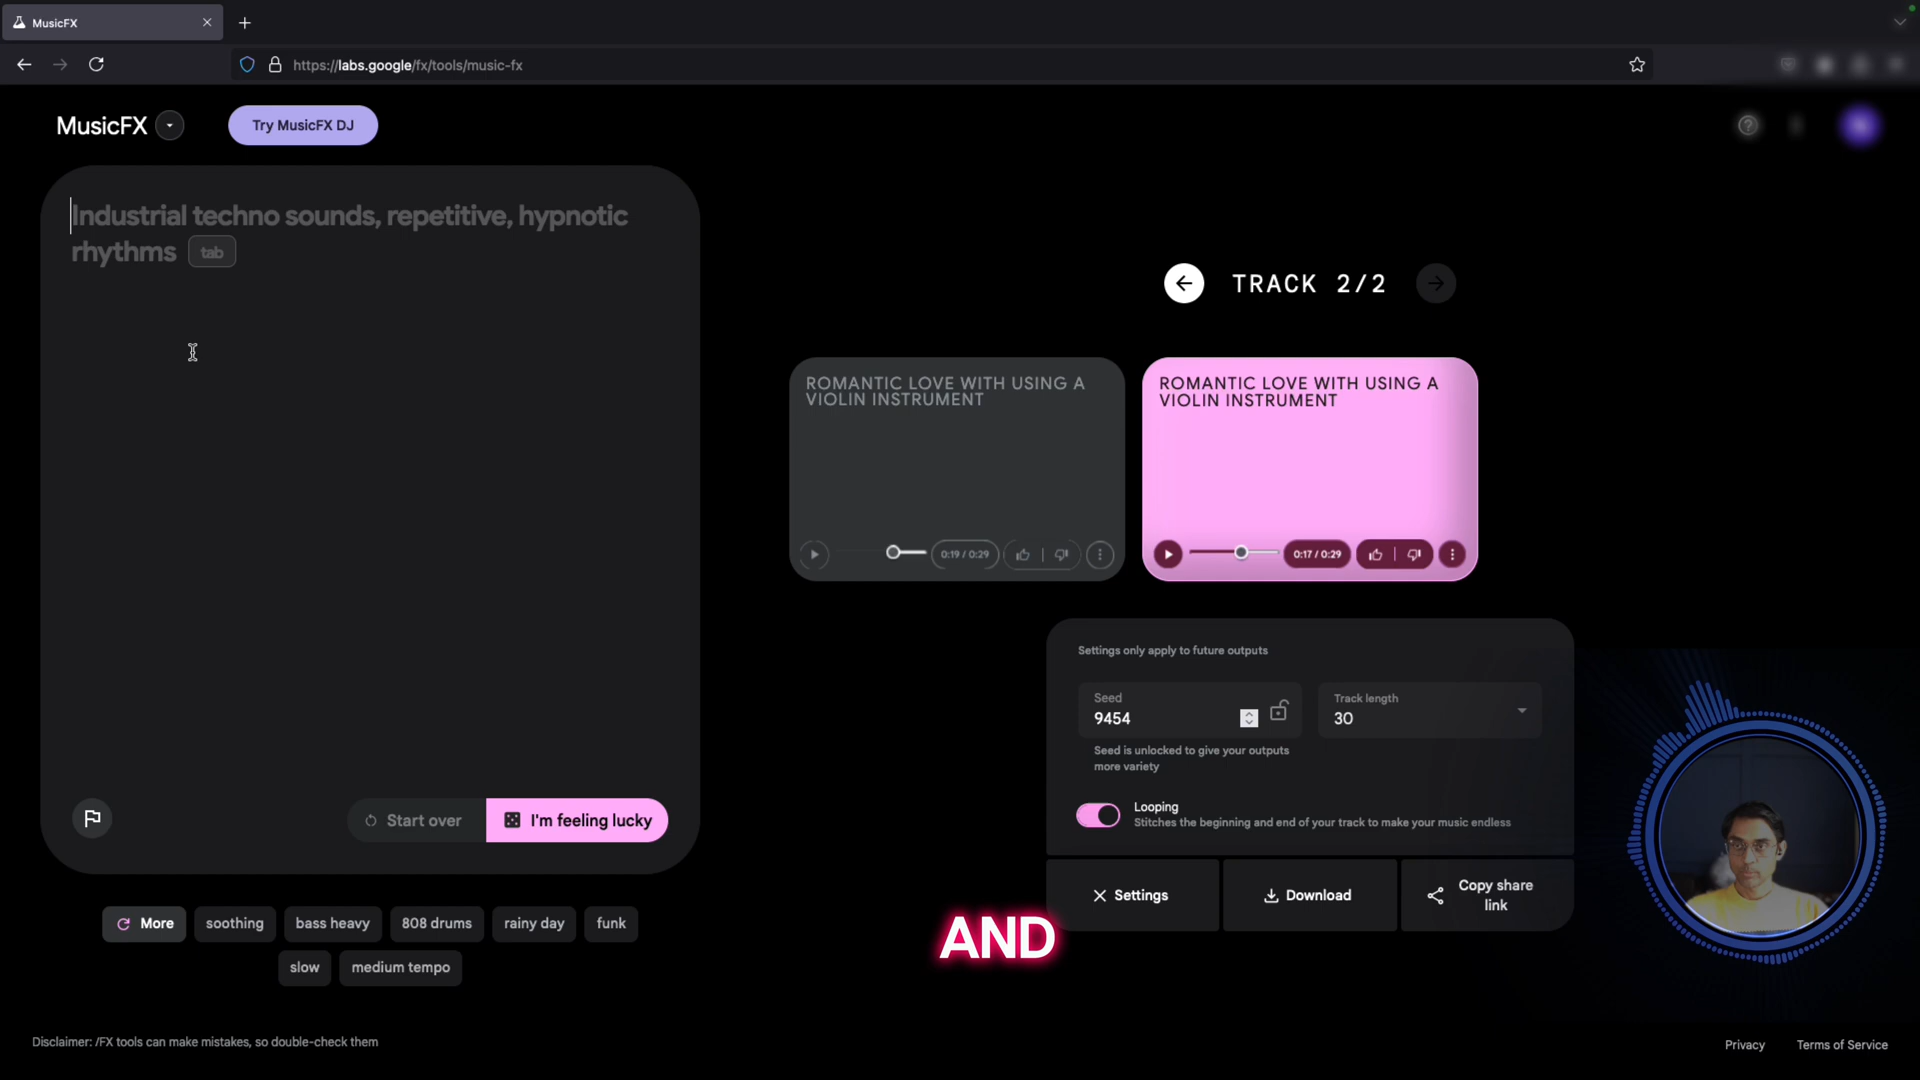 MusicFX
https://labs.google/fx/tools/music-fx
MusicFX
Try MusicFX DJ
Industrial techno sounds, repetitive, hypnotic
rhythms tab
TRACK 2/2
ROMANTIC LOVE WITH USING A
VIOLIN INSTRUMENT
0:19 / 0:29
ROMANTIC LOVE WITH USING A
VIOLIN INSTRUMENT
0:17 / 0:29
Settings only apply to future outputs
Seed
9454
Track length
30
Seed is unlocked to give your outputs
more variety
Looping
Stitches the beginning and end of your track to make your music endless
Start over
I'm feeling lucky
Settings
Download
Copy share
link
More
soothing
bass heavy
808 drums
rainy day
funk
slow
medium tempo
AND
Disclaimer: /FX tools can make mistakes, so double-check them
Privacy
Terms of Service